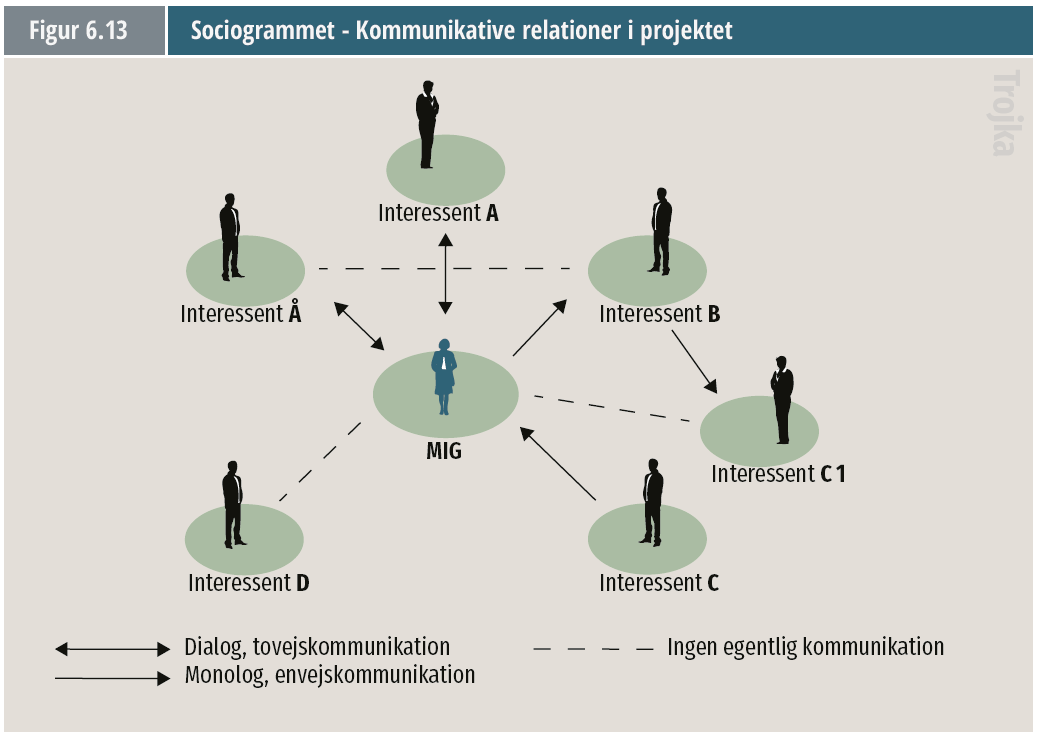 Figur 6.13
Sociogrammet - Kommunikative relationer i projektet
Trojka
Interessent A
Interessent Å
Interessent B
MIG
Interessent C 1
Interessent D
Interessent C
Dialog, tovejskommunikation
Ingen egentlig kommunikation
Monolog, envejskommunikation